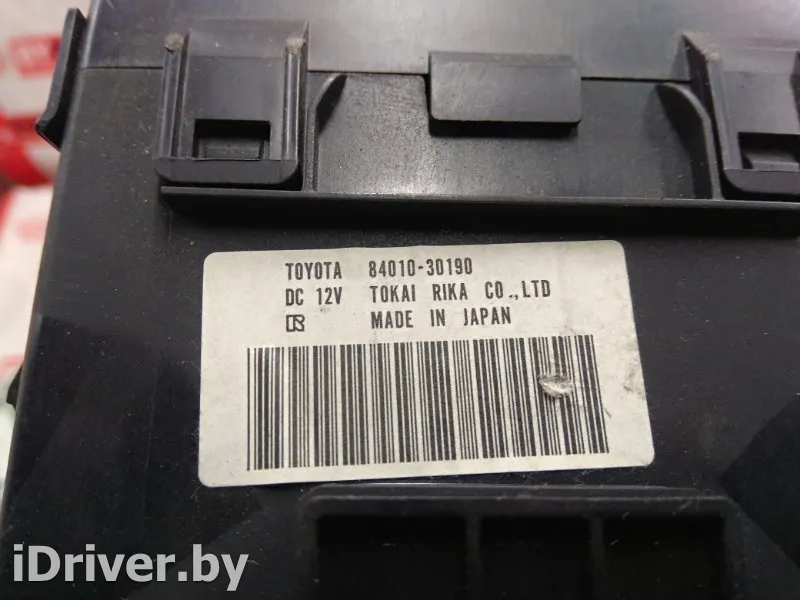 TOYOTA 84010-30190
DC 12V TOKAI RIKA CO.,LTD
MADE IN JAPAN
iDriver.by